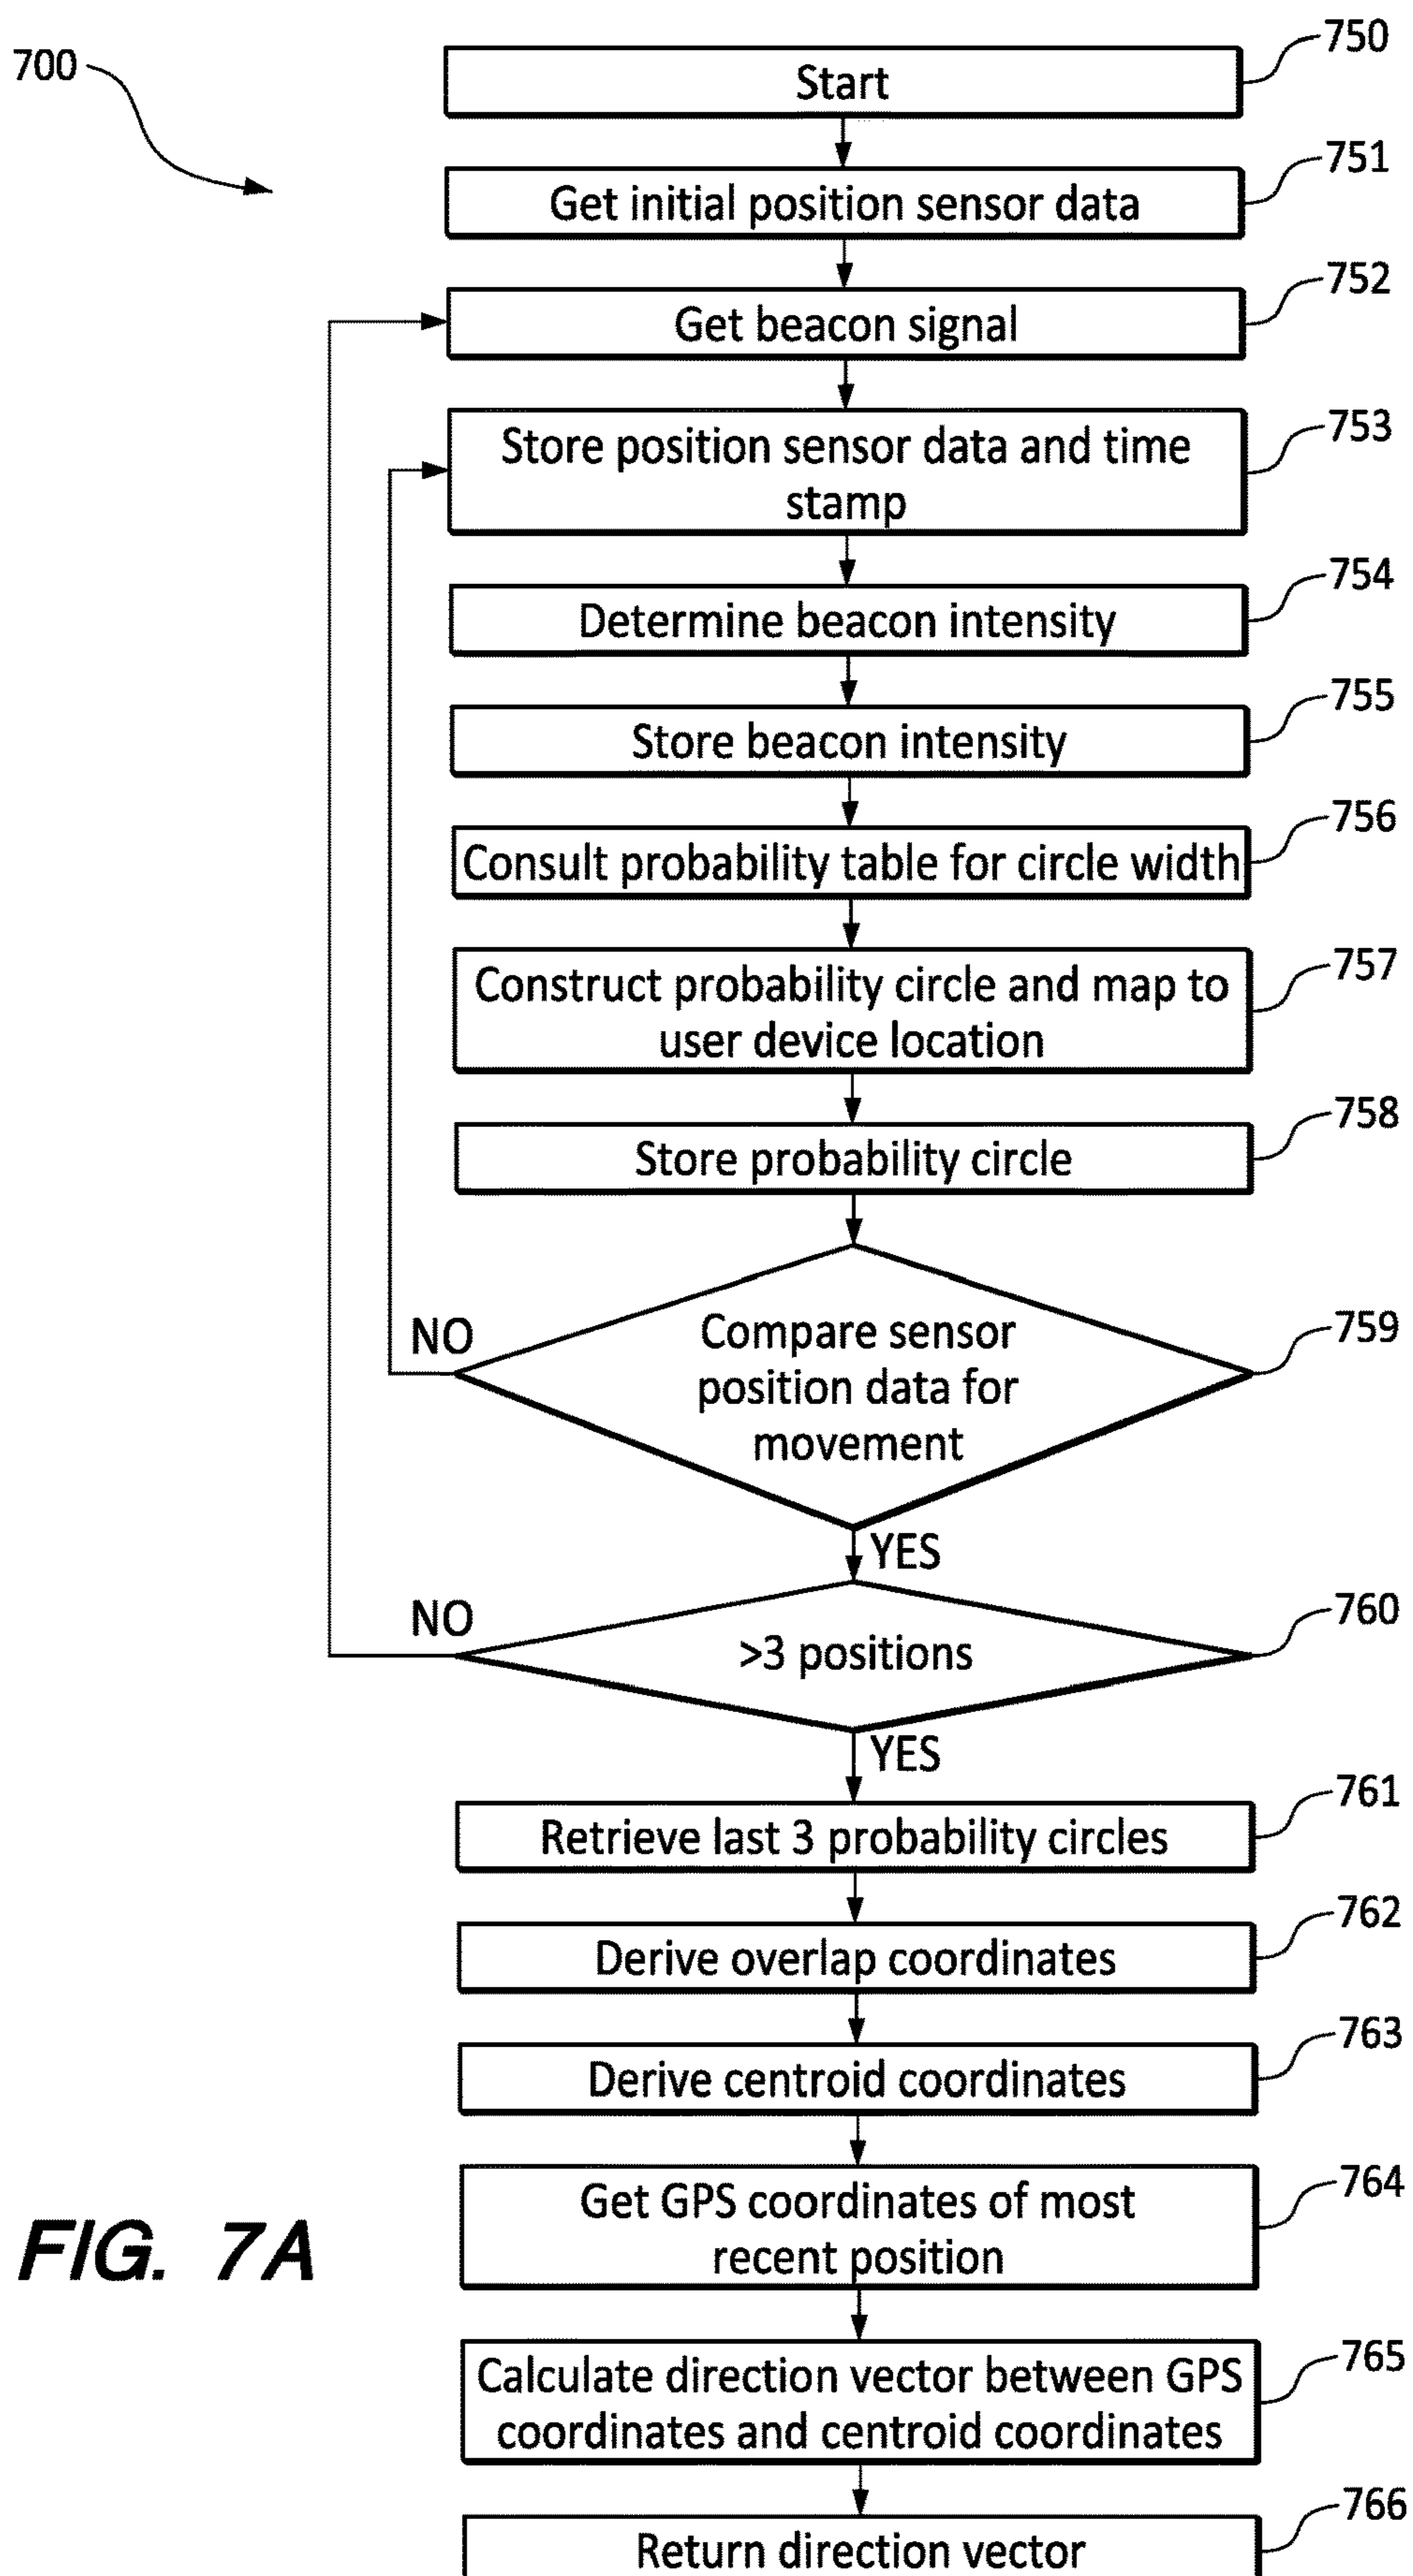 700
750
Start
751
Get initial position sensor data
752
Get beacon signal
753
Store position sensor data and time
stamp
754
Determine beacon intensity
755
Store beacon intensity
756
Consult probability table for circle width
757
Construct probability circle and map to
user device location
758
Store probability circle
759
NO
Compare sensor
position data for
movement
YES
760
NO
>3 positions
YES
761
Retrieve last 3 probability circles
762
Derive overlap coordinates
763
Derive centroid coordinates
764
Get GPS coordinates of most
recent position
FIG. 7A
765
Calculate direction vector between GPS
coordinates and centroid coordinates
766
Return direction vector